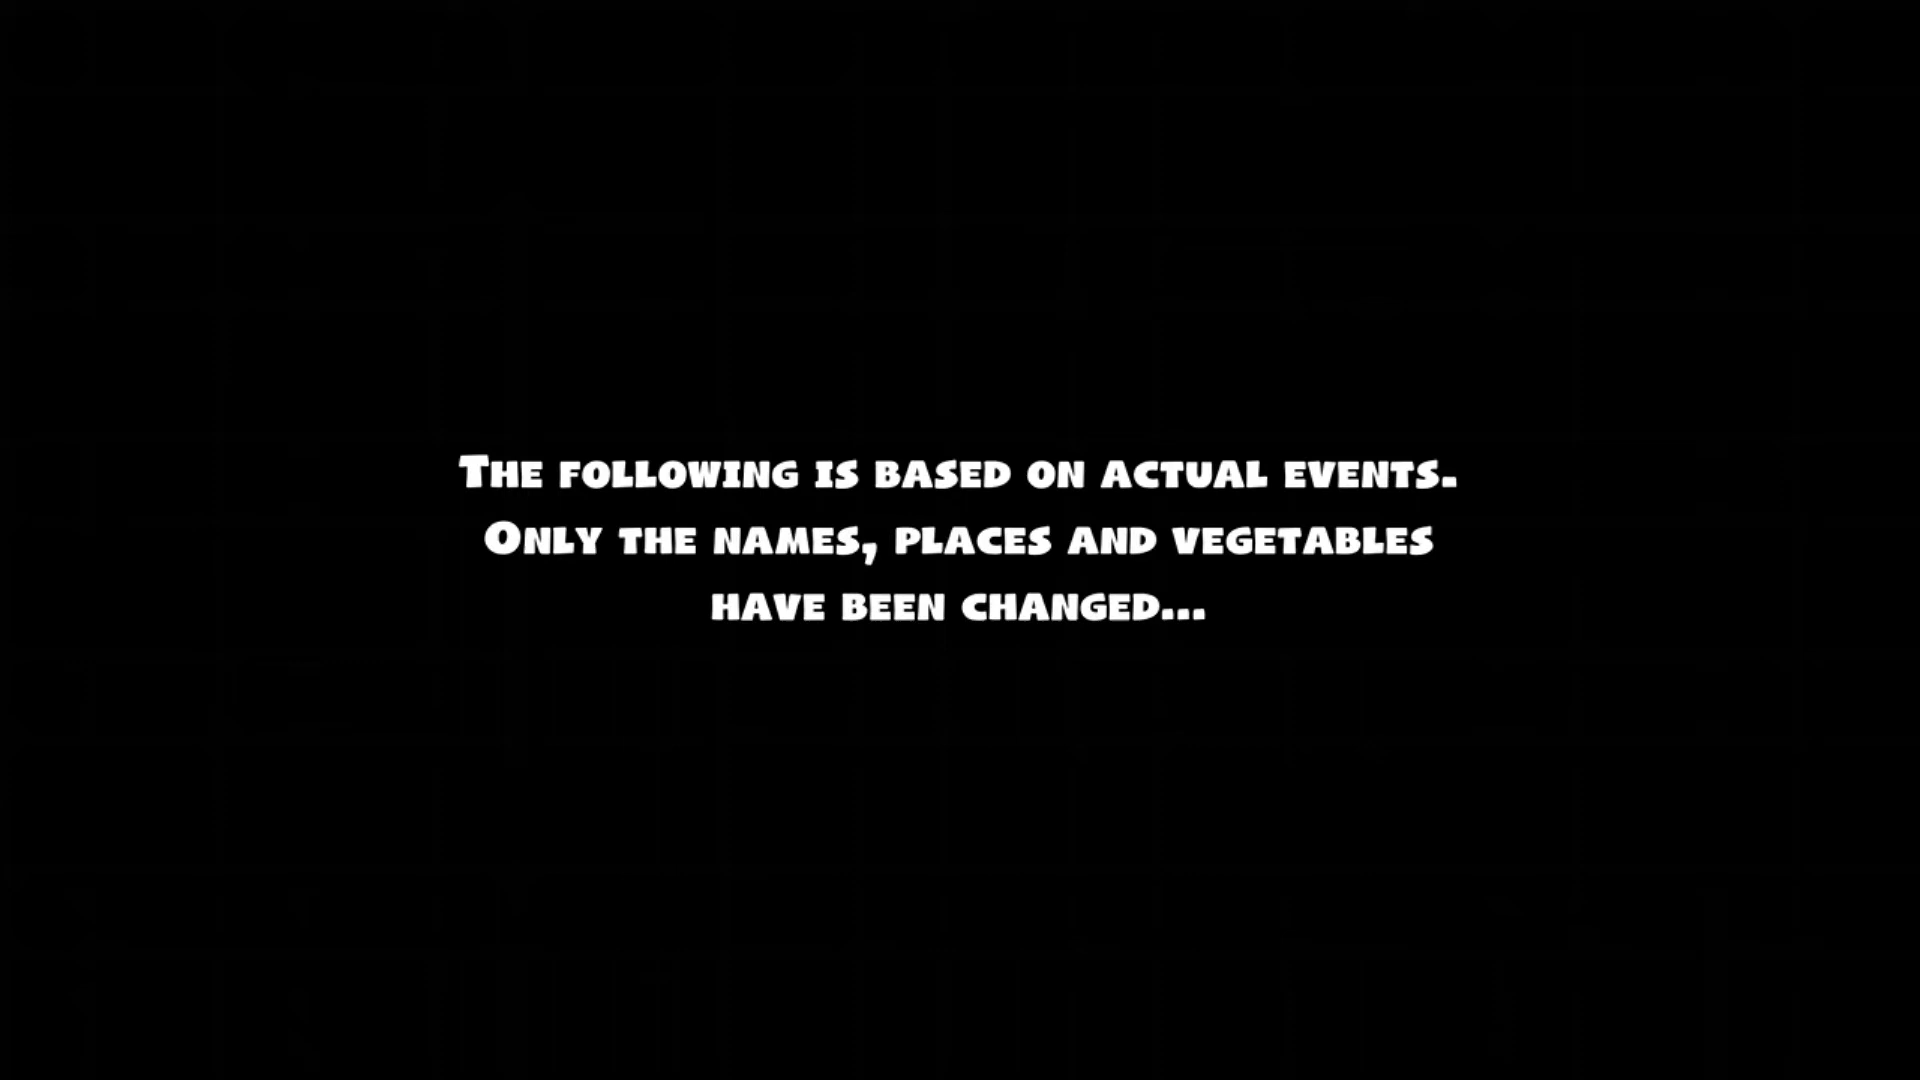 The following is based on actual events.
Only the names, places and vegetables
have been changed...